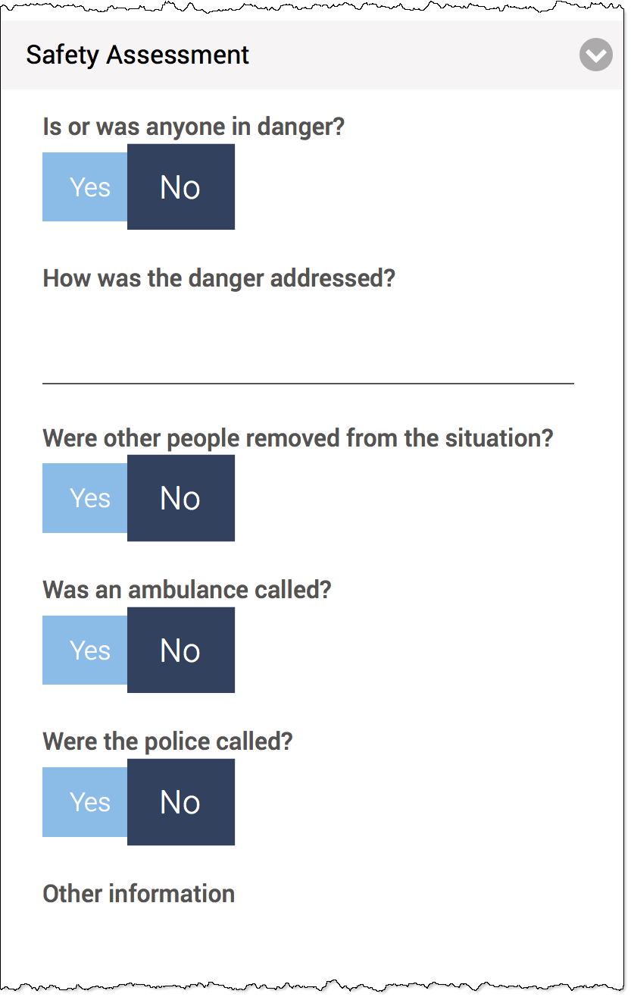 Safety Assessment
Is or was anyone in danger?
Yes No
How was the danger addressed?
Were other people removed from the situation?
Yes No
Was an ambulance called?
Yes No
Were the police called?
Yes No
Other information